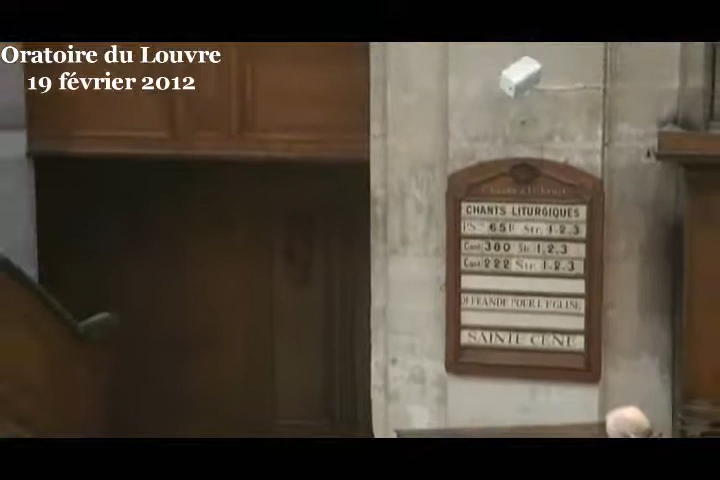 Oratoire du Louvre
19 février 2012
CHANTS LITURGIQUES
65 Str. 1.2.3
Cant. 380 Str. 1.2.3
Cant. 222 Str. 1.2.3
OFFRANDE POUR L'EGLISE
SAINTE CENE